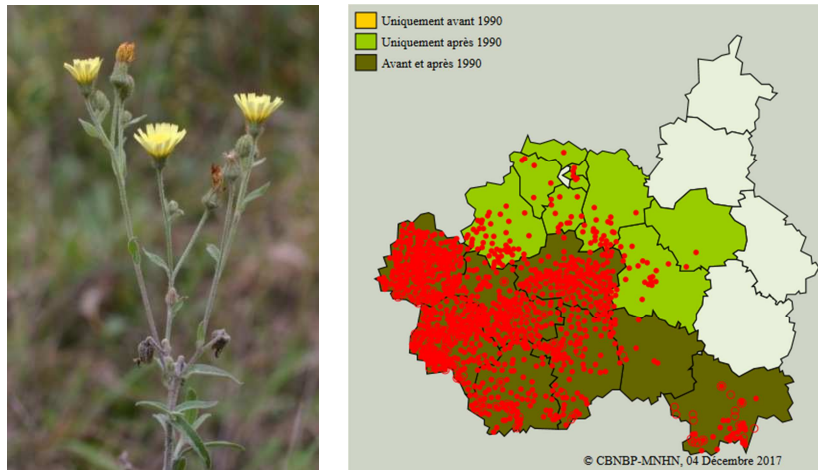 Uniquement avant 1990
Uniquement après 1990
Avant et après 1990
© CBNBP-MNHN, 04 Décembre 2017